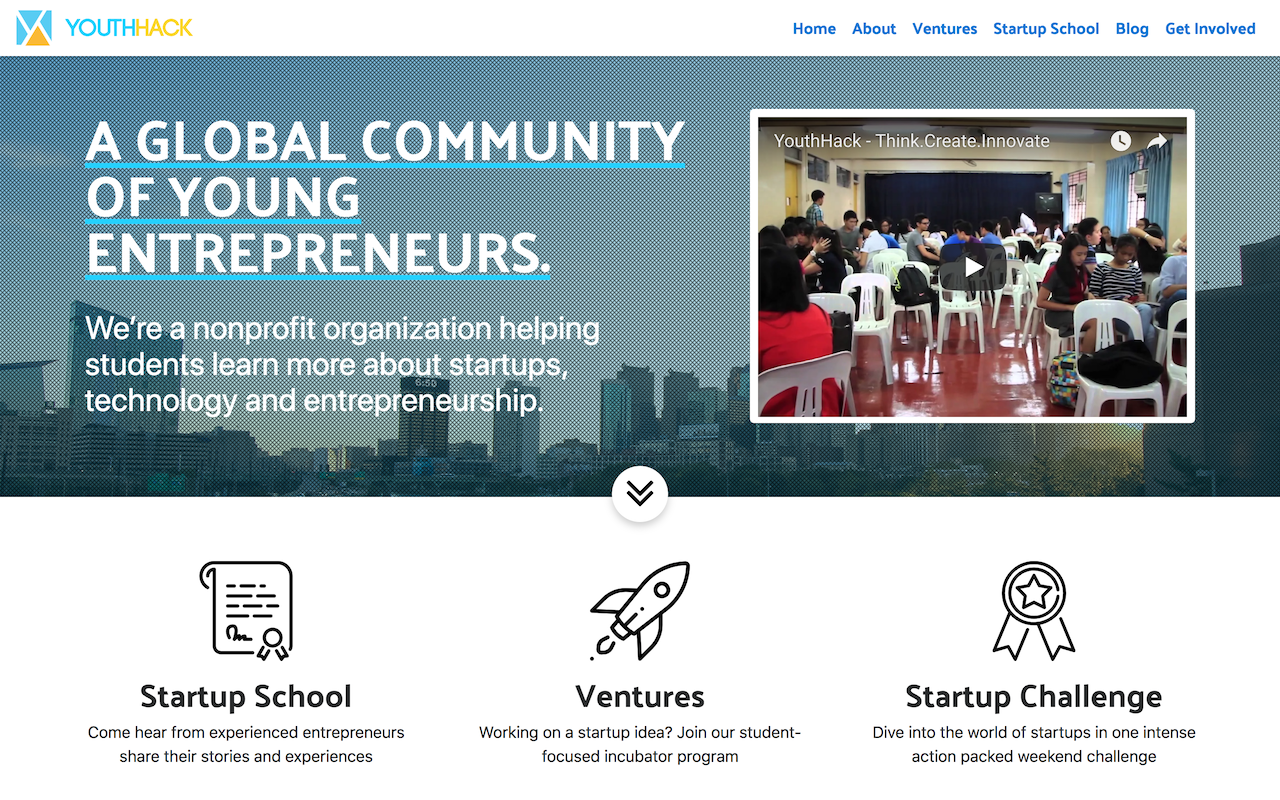 YOUTHHACK
Home About Ventures Startup School Blog Get Involved
A GLOBAL COMMUNITY
OF YOUNG
ENTREPRENEURS.
We’re a nonprofit organization helping
students learn more about startups,
technology and entrepreneurship.
6:50
YouthHack - Think.Create.Innovate
Startup School
Come hear from experienced entrepreneurs
share their stories and experiences
Ventures
Working on a startup idea? Join our student-
focused incubator program
Startup Challenge
Dive into the world of startups in one intense
action packed weekend challenge